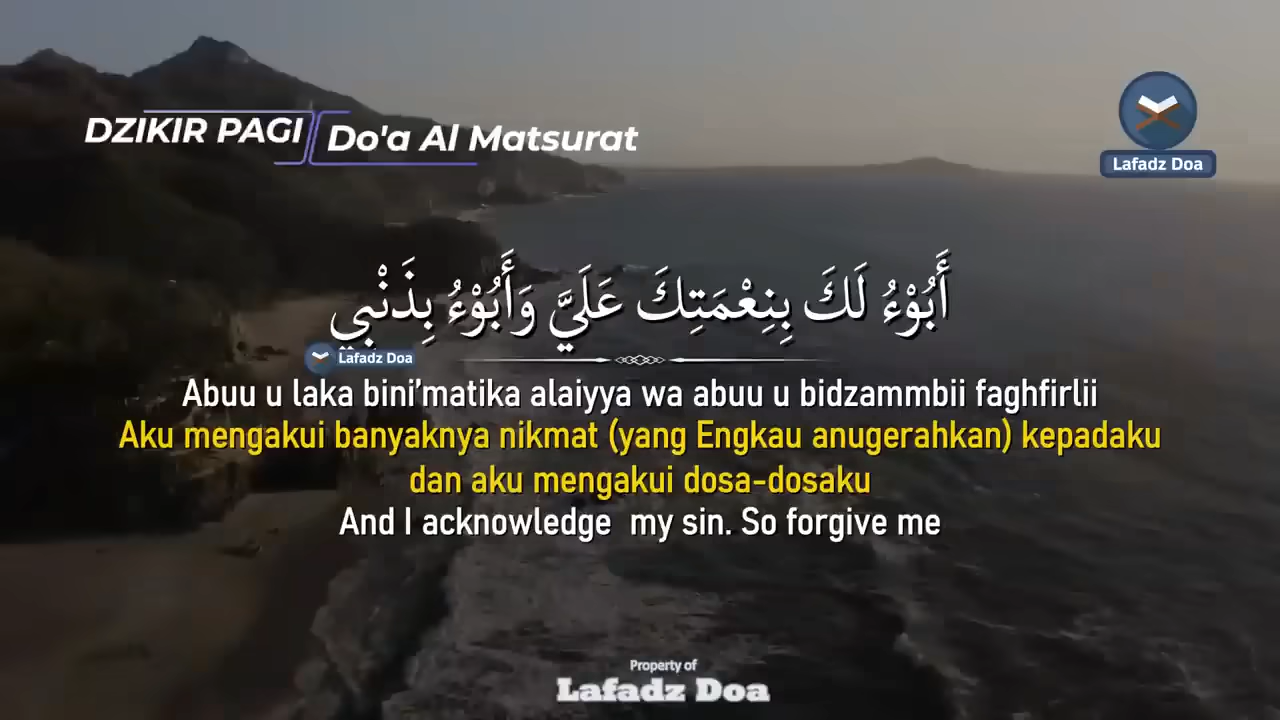 DZIKIR PAGI
Do'a Al Matsurat
Lafadz Doa
أَبُوْءُ لَكَ بِنِعْمَتِكَ عَلَيَّ وَأَبُوْءُ بِذَنْبِي
Lafadz Doa
Abuu u laka bini’matika alaiyya wa abuu u bidzammbii faghfirlii
Aku mengakui banyaknya nikmat (yang Engkau anugerahkan) kepadaku
dan aku mengakui dosa-dosaku
And I acknowledge  my sin. So forgive me
Property of
Lafadz Doa